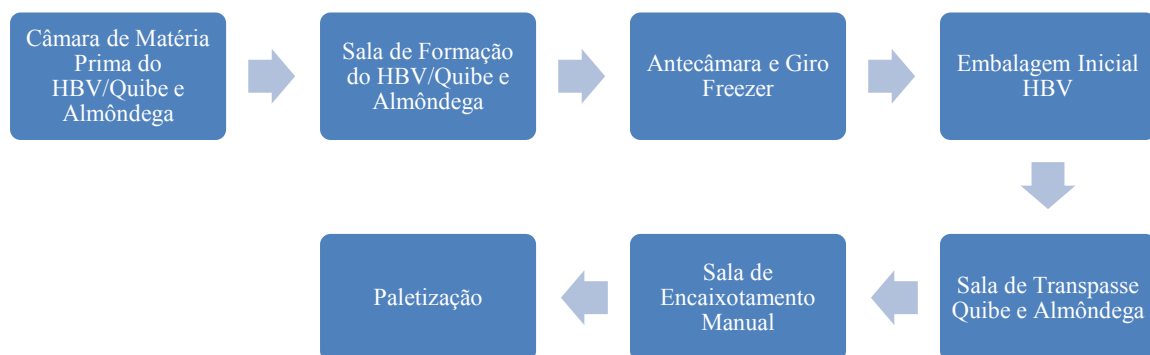 Câmara de Matéria
Prima do
HBV/Quibe e
Almôndega
Sala de Formação
do HBV/Quibe e
Almôndega
Antecâmara e Giro
Freezer
Embalagem Inicial
HBV
Sala de Transpasse
Quibe e Almôndega
Sala de
Encaixotamento
Manual
Paletização